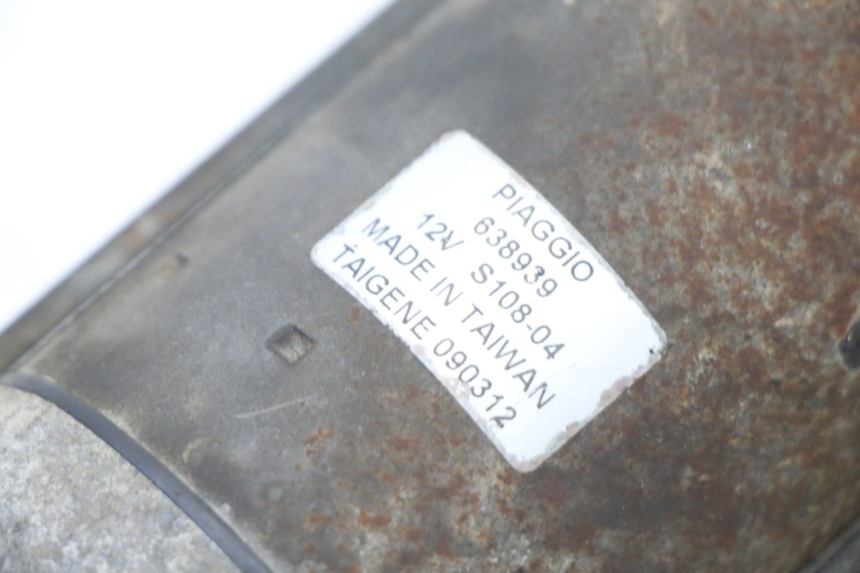 PIAGGIO
638939
12V S108-04
MADE IN TAIWAN
TAIGENE 090312